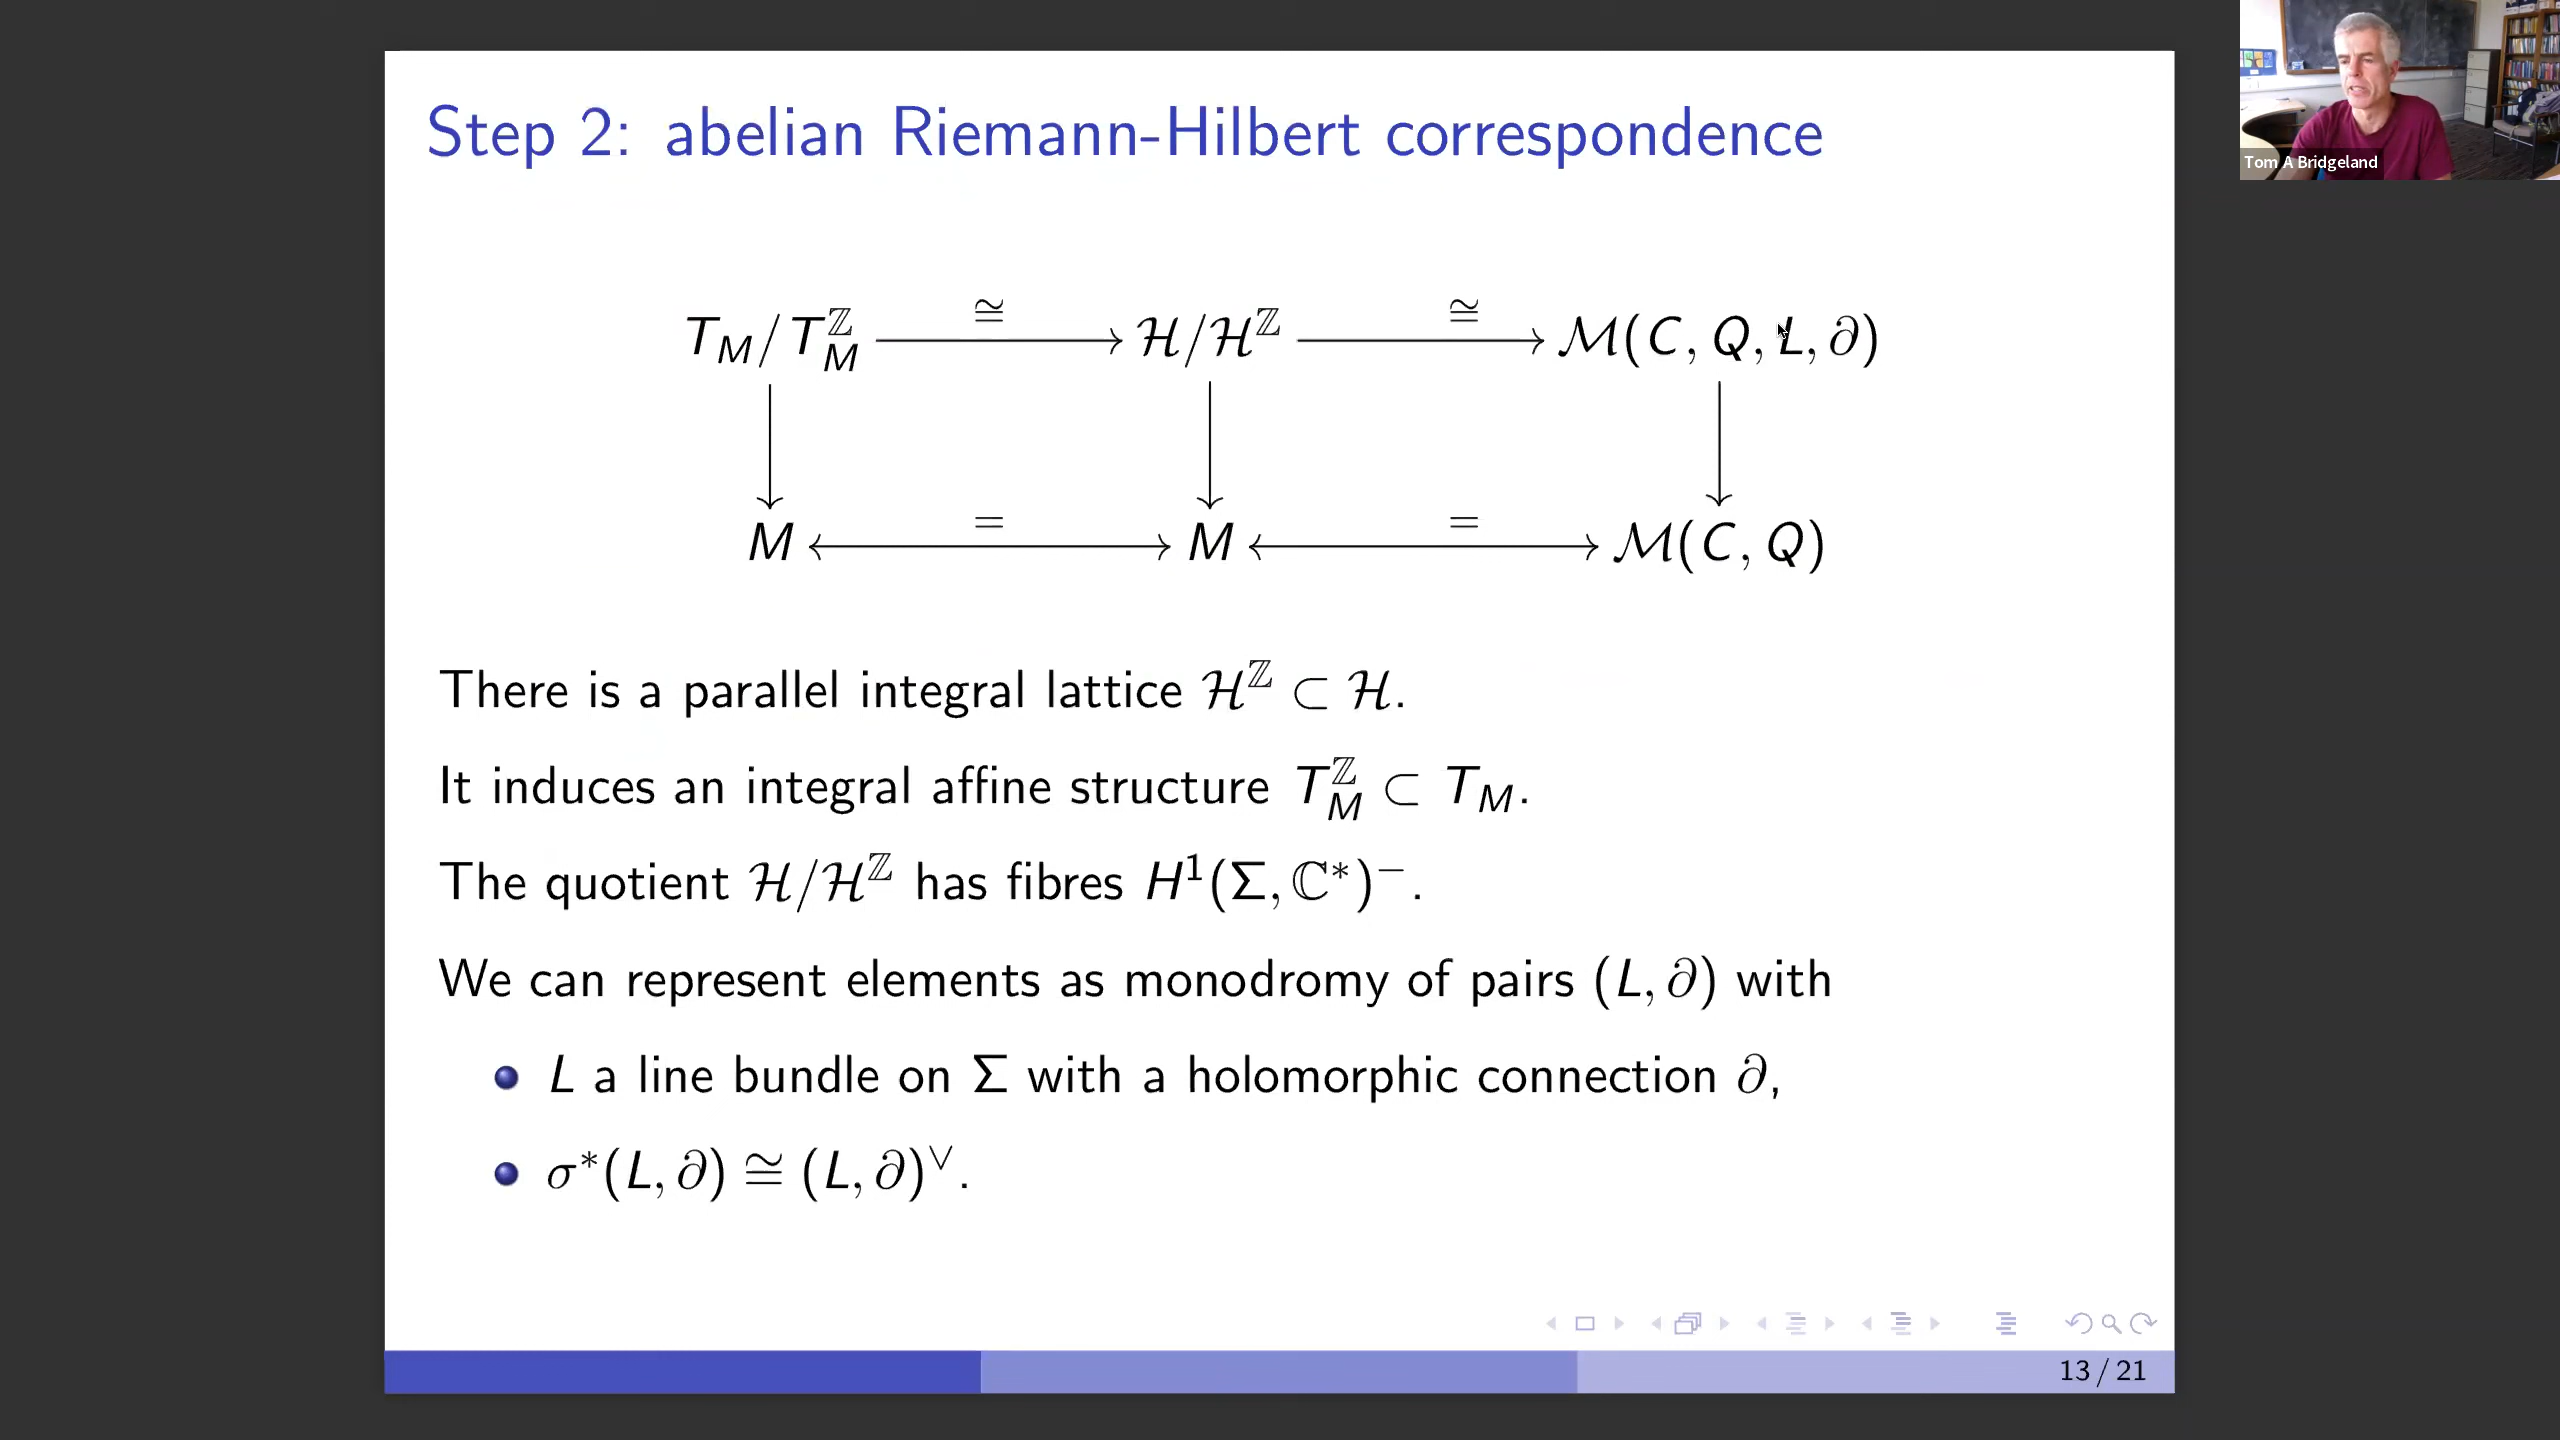 Step 2: abelian Riemann-Hilbert correspondence
Tom A Bridgeland
≅ ≅
T_M/T_M^ℤ → ℋ/ℋ^ℤ → ℳ(C, Q, L, ∂)
= =
M ↔ M ↔ ℳ(C, Q)
There is a parallel integral lattice ℋ^ℤ ⊂ ℋ.
It induces an integral affine structure T_M^ℤ ⊂ T_M.
The quotient ℋ/ℋ^ℤ has fibres H¹(Σ, ℂ*)⁻.
We can represent elements as monodromy of pairs (L, ∂) with
L a line bundle on Σ with a holomorphic connection ∂,
σ*(L, ∂) ≅ (L, ∂)^∨.
13 / 21